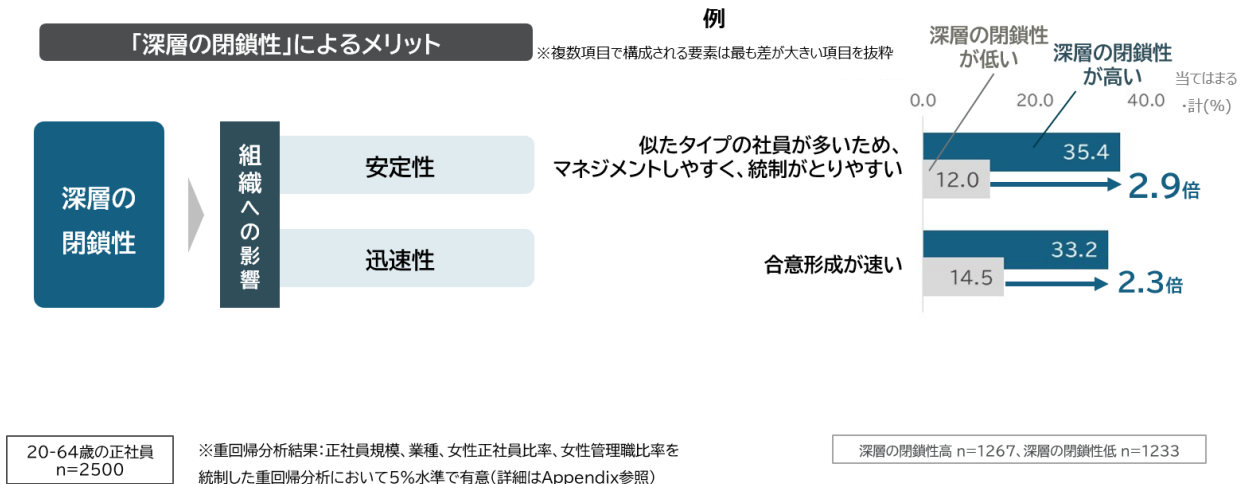 「深層の閉鎖性」によるメリット
例
※複数項目で構成される要素は最も差が大きい項目を抜粋
深層の閉鎖性
が低い
深層の閉鎖性
が高い
当てはまる
・計(%)
0.0
20.0
40.0
深層の
閉鎖性
組織への影響
安定性
迅速性
似たタイプの社員が多いため、
マネジメントしやすく、統制がとりやすい
35.4
12.0
2.9倍
合意形成が速い
33.2
14.5
2.3倍
20-64歳の正社員
n=2500
※重回帰分析結果：正社員規模、業種、女性正社員比率、女性管理職比率を
統制した重回帰分析において5%水準で有意（詳細はAppendix参照）
深層の閉鎖性高 n=1267、深層の閉鎖性低 n=1233